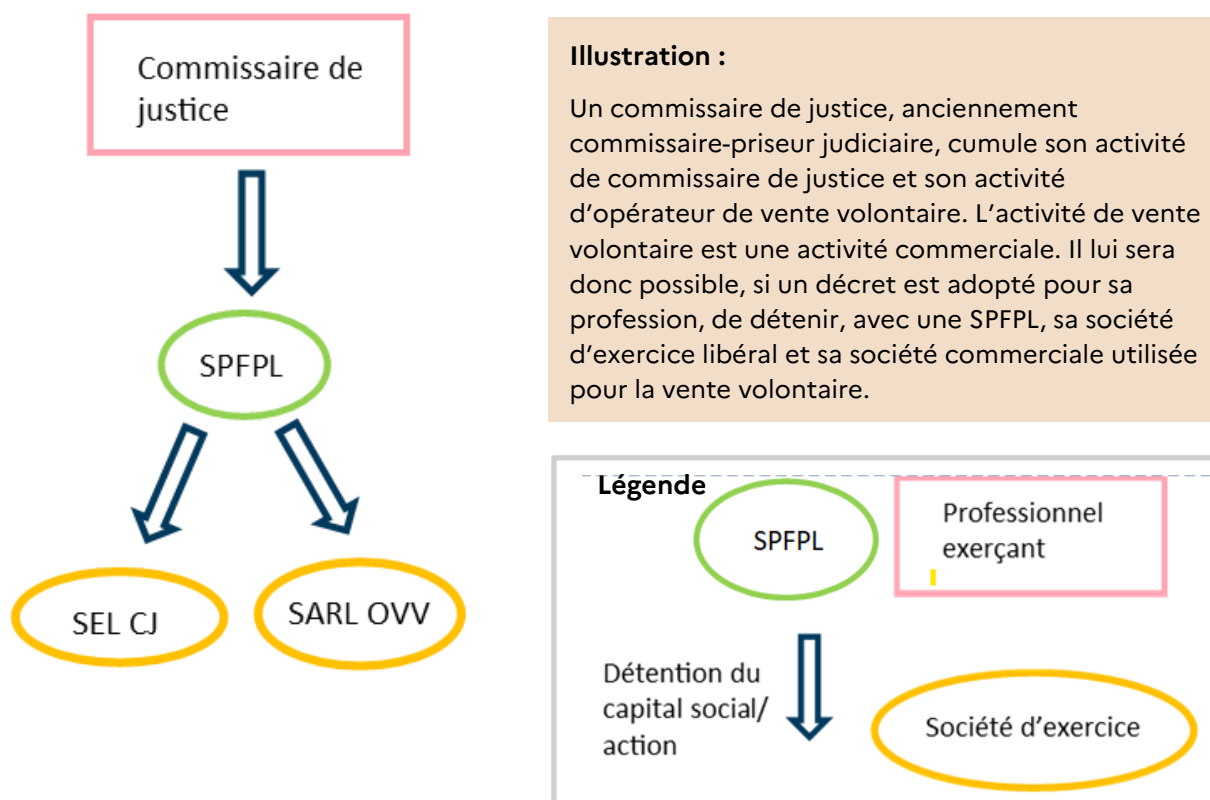 Commissaire de
justice
SPFPL
SEL CJ
SARL OVV
Illustration :
Un commissaire de justice, anciennement
commissaire-priseur judiciaire, cumule son activité
de commissaire de justice et son activité
d’opérateur de vente volontaire. L’activité de vente
volontaire est une activité commerciale. Il lui sera
donc possible, si un décret est adopté pour sa
profession, de détenir, avec une SPFPL, sa société
d’exercice libéral et sa société commerciale utilisée
pour la vente volontaire.
Légende
SPFPL
Professionnel
exerçant
Détention du
capital social/
action
Société d’exercice